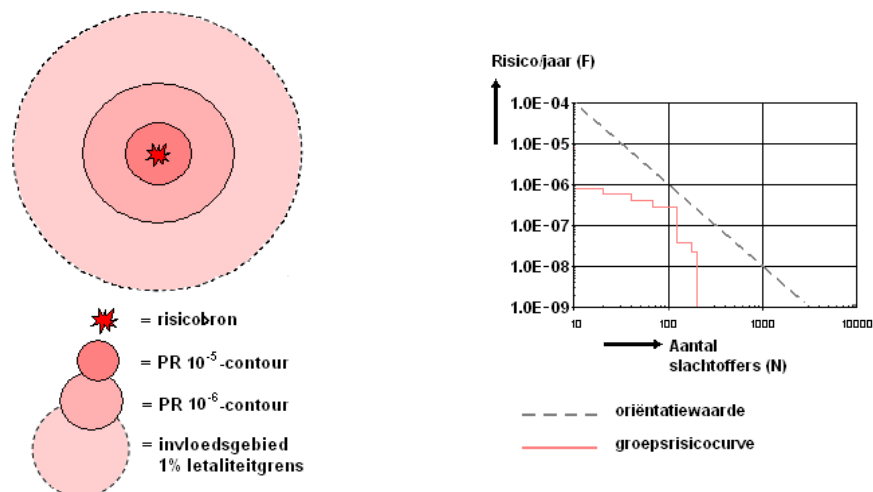 = risicobron
= PR 10⁻⁵-contour
= PR 10⁻⁶-contour
= invloedsgebied
1% letaliteitgrens
Risico/jaar (F)
1.0E-04
1.0E-05
1.0E-06
1.0E-07
1.0E-08
1.0E-09
10 100 1000 10000
Aantal
slachtoffers (N)
oriëntatiewaarde
groepsrisicocurve